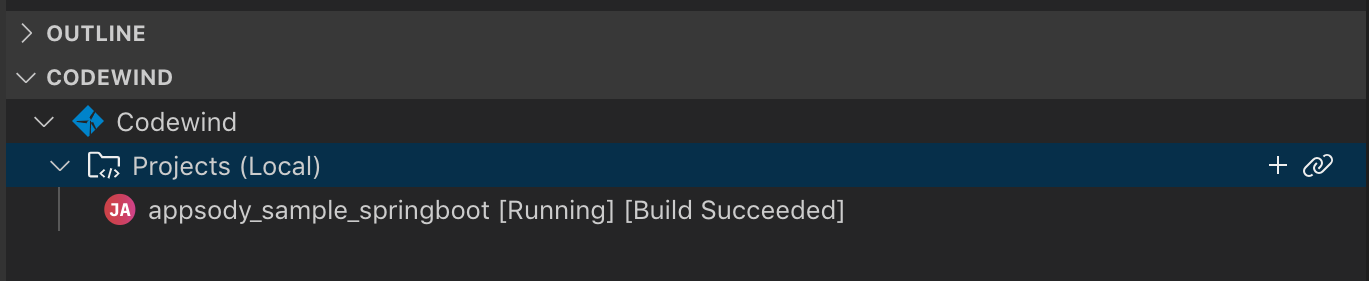 OUTLINE
CODEWIND
Codewind
Projects (Local)
JA appsody_sample_springboot [Running] [Build Succeeded]